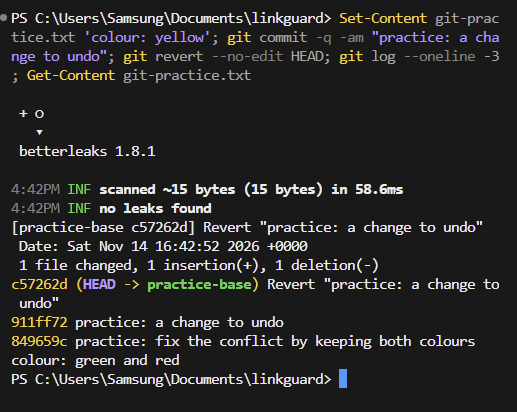 PS C:\Users\Samsung\Documents\linkguard> Set-Content git-prac
tice.txt 'colour: yellow'; git commit -q -am "practice: a cha
nge to undo"; git revert --no-edit HEAD; git log --oneline -3
; Get-Content git-practice.txt
+ o
▾
betterleaks 1.8.1
4:42PM INF scanned ~15 bytes (15 bytes) in 58.6ms
4:42PM INF no leaks found
[practice-base c57262d] Revert "practice: a change to undo"
Date: Sat Nov 14 16:42:52 2026 +0000
1 file changed, 1 insertion(+), 1 deletion(-)
c57262d (HEAD -> practice-base) Revert "practice: a change to
undo"
911ff72 practice: a change to undo
849659c practice: fix the conflict by keeping both colours
colour: green and red
PS C:\Users\Samsung\Documents\linkguard>